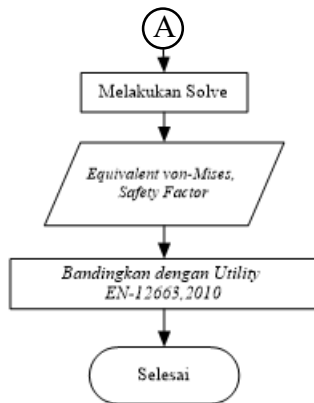 A
Melakukan Solve
Equivalent von-Mises,
Safety Factor
Bandingkan dengan Utility
EN-12663,2010
Selesai